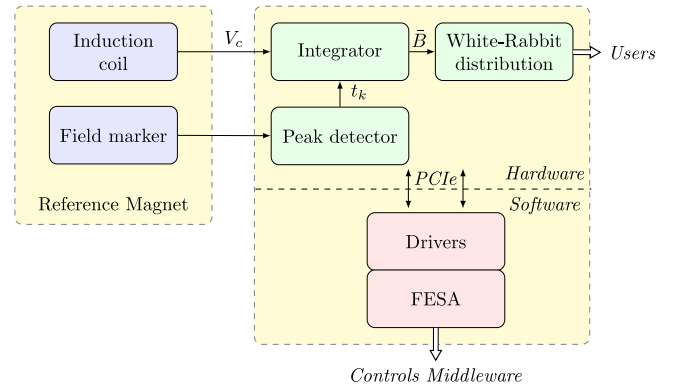 Induction
coil
V_c
Integrator
B̄
White-Rabbit
distribution
Users
t_k
Field marker
Peak detector
PCIe
Hardware
Reference Magnet
Software
Drivers
FESA
Controls Middleware